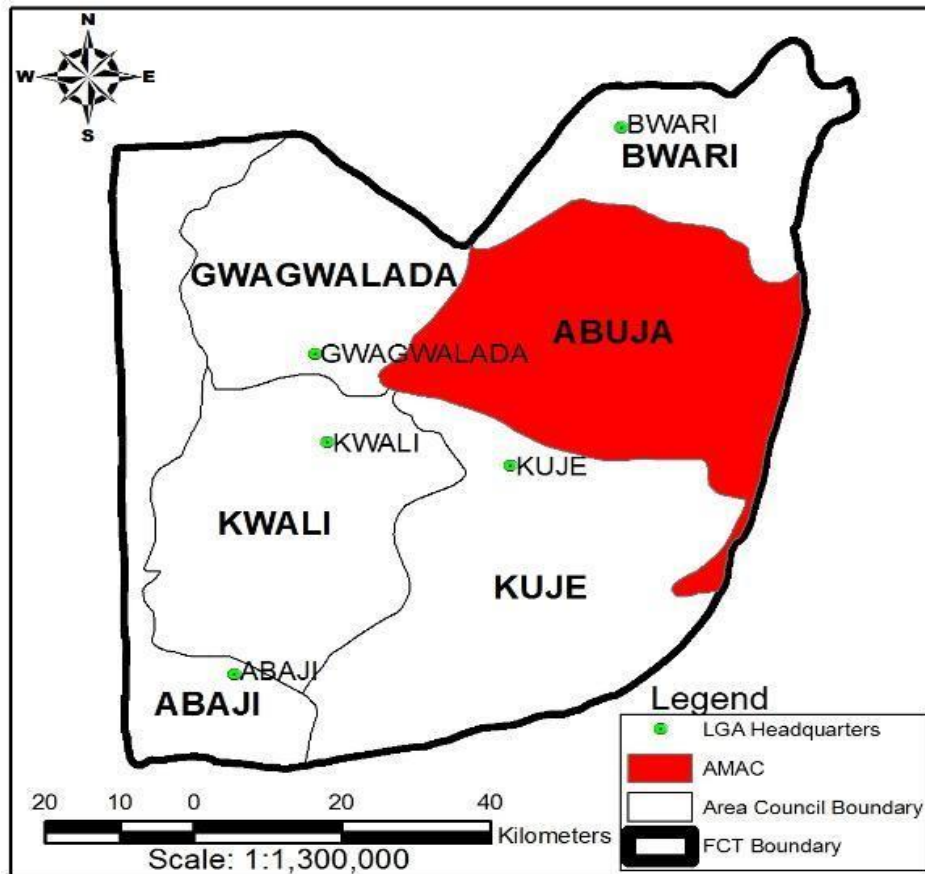 N
W E
S
BWARI
BWARI
GWAGWALADA
ABUJA
GWAGWALADA
KWALI
KUJE
KWALI
KUJE
ABAJI
ABAJI
Legend
LGA Headquarters
AMAC
Area Council Boundary
FCT Boundary
20 10 0 20 40
Kilometers
Scale: 1:1,300,000